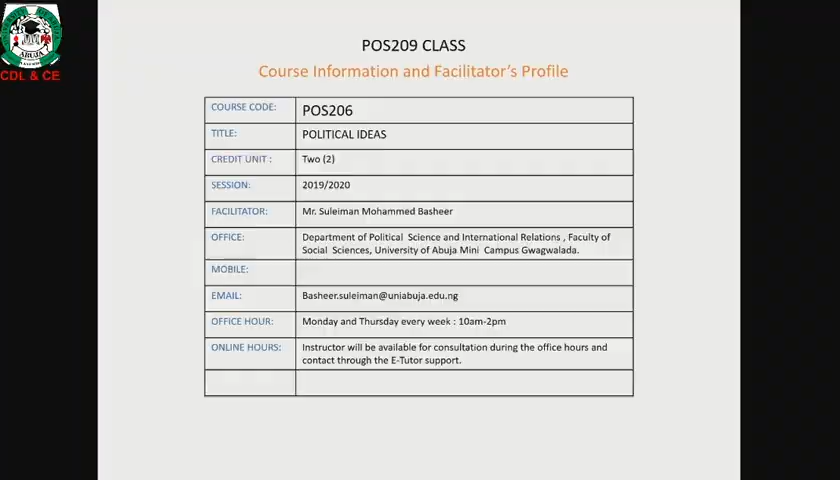 ABUJA
CDL & CE
POS209 CLASS
Course Information and Facilitator's Profile
COURSE CODE: POS206
TITLE: POLITICAL IDEAS
CREDIT UNIT : Two (2)
SESSION: 2019/2020
FACILITATOR: Mr. Suleiman Mohammed Basheer
OFFICE: Department of Political Science and International Relations , Faculty of
Social Sciences, University of Abuja Mini Campus Gwagwalada.
MOBILE:
EMAIL: Basheer.suleiman@uniabuja.edu.ng
OFFICE HOUR: Monday and Thursday every week : 10am-2pm
ONLINE HOURS: Instructor will be available for consultation during the office hours and
contact through the E-Tutor support.